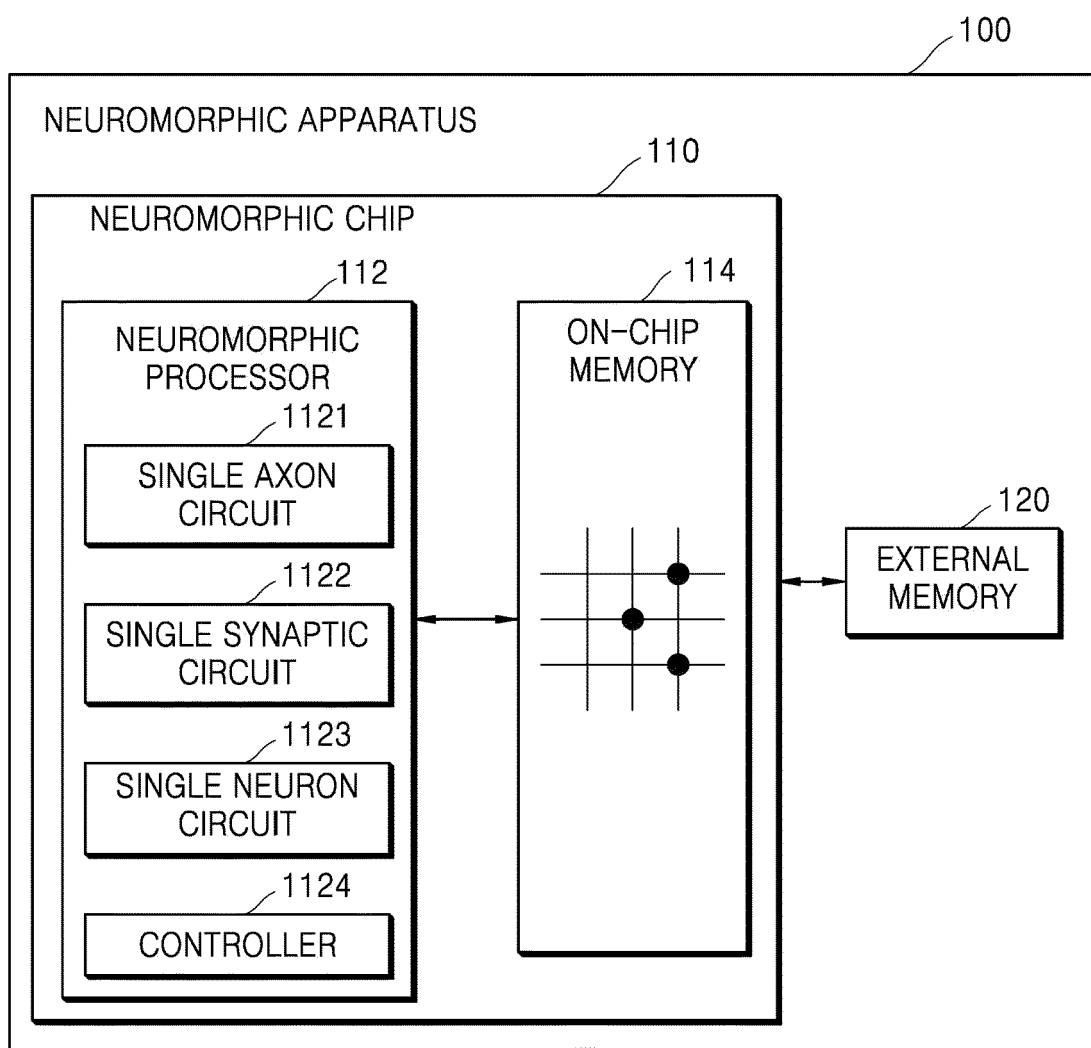 100
NEUROMORPHIC APPARATUS
110
NEUROMORPHIC CHIP
112
NEUROMORPHIC
PROCESSOR
1121
SINGLE AXON
CIRCUIT
1122
SINGLE SYNAPTIC
CIRCUIT
1123
SINGLE NEURON
CIRCUIT
1124
CONTROLLER
114
ON-CHIP
MEMORY
120
EXTERNAL
MEMORY